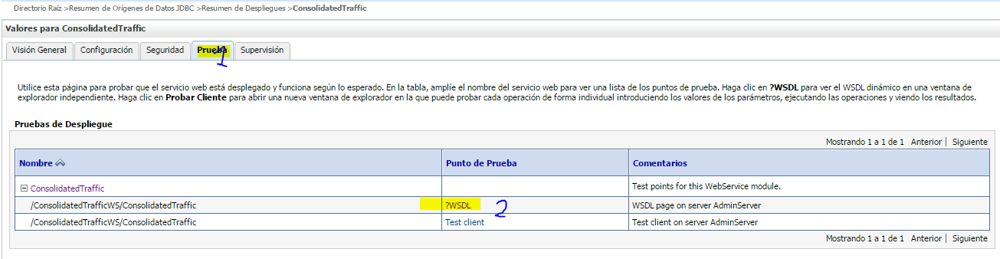 Directorio Raíz >Resumen de Orígenes de Datos JDBC >Resumen de Despliegues >ConsolidatedTraffic
Valores para ConsolidatedTraffic
Visión General Configuración Seguridad Prueba Supervisión
1
Utilice esta página para probar que el servicio web está desplegado y funciona según lo esperado. En la tabla, amplíe el nombre del servicio web para ver una lista de los puntos de prueba. Haga clic en ?WSDL para ver el WSDL dinámico en una ventana de
explorador independiente. Haga clic en Probar Cliente para abrir una nueva ventana de explorador en la que puede probar cada operación de forma individual introduciendo los valores de los parámetros, ejecutando las operaciones y viendo los resultados.
Pruebas de Despliegue
Mostrando 1 a 1 de 1 Anterior | Siguiente
Nombre Punto de Prueba Comentarios
ConsolidatedTraffic Test points for this WebService module.
/ConsolidatedTrafficWS/ConsolidatedTraffic ?WSDL 2 WSDL page on server AdminServer
/ConsolidatedTrafficWS/ConsolidatedTraffic Test client Test client on server AdminServer
Mostrando 1 a 1 de 1 Anterior | Siguiente